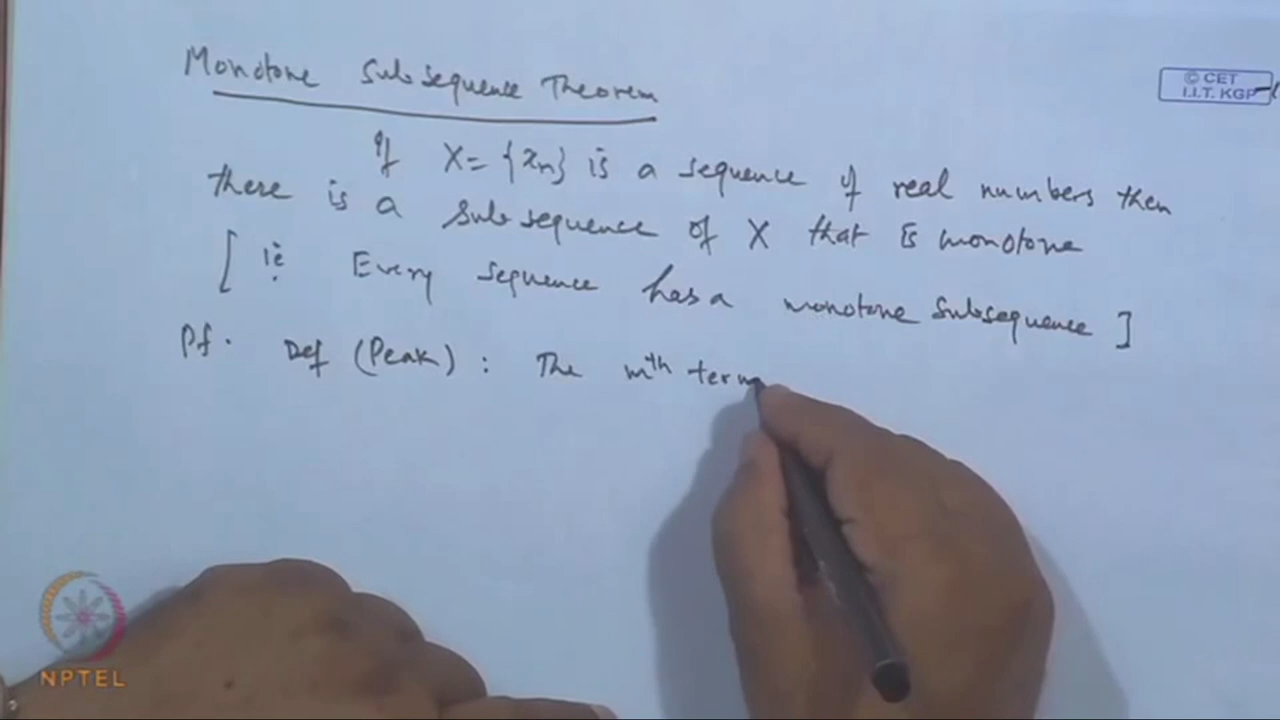 Monotone Subsequence Theorem
© CET
I.I.T. KGP
If X = {xn} is a sequence of real numbers then
there is a subsequence of X that is monotone
[ ie Every sequence has a monotone subsequence ]
Pf. Def (Peak) : The mth term
NPTEL